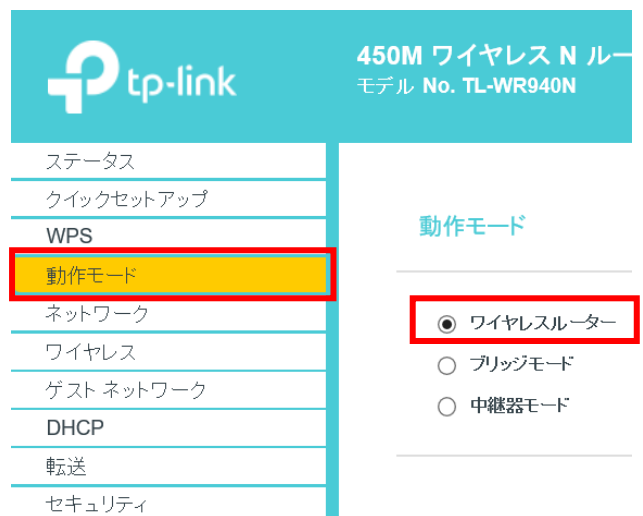 tp-link
450M ワイヤレス N ルー
モデル No. TL-WR940N
ステータス
クイックセットアップ
WPS
動作モード
ネットワーク
ワイヤレス
ゲスト ネットワーク
DHCP
転送
セキュリティ
動作モード
ワイヤレスルーター
ブリッジモード
中継器モード